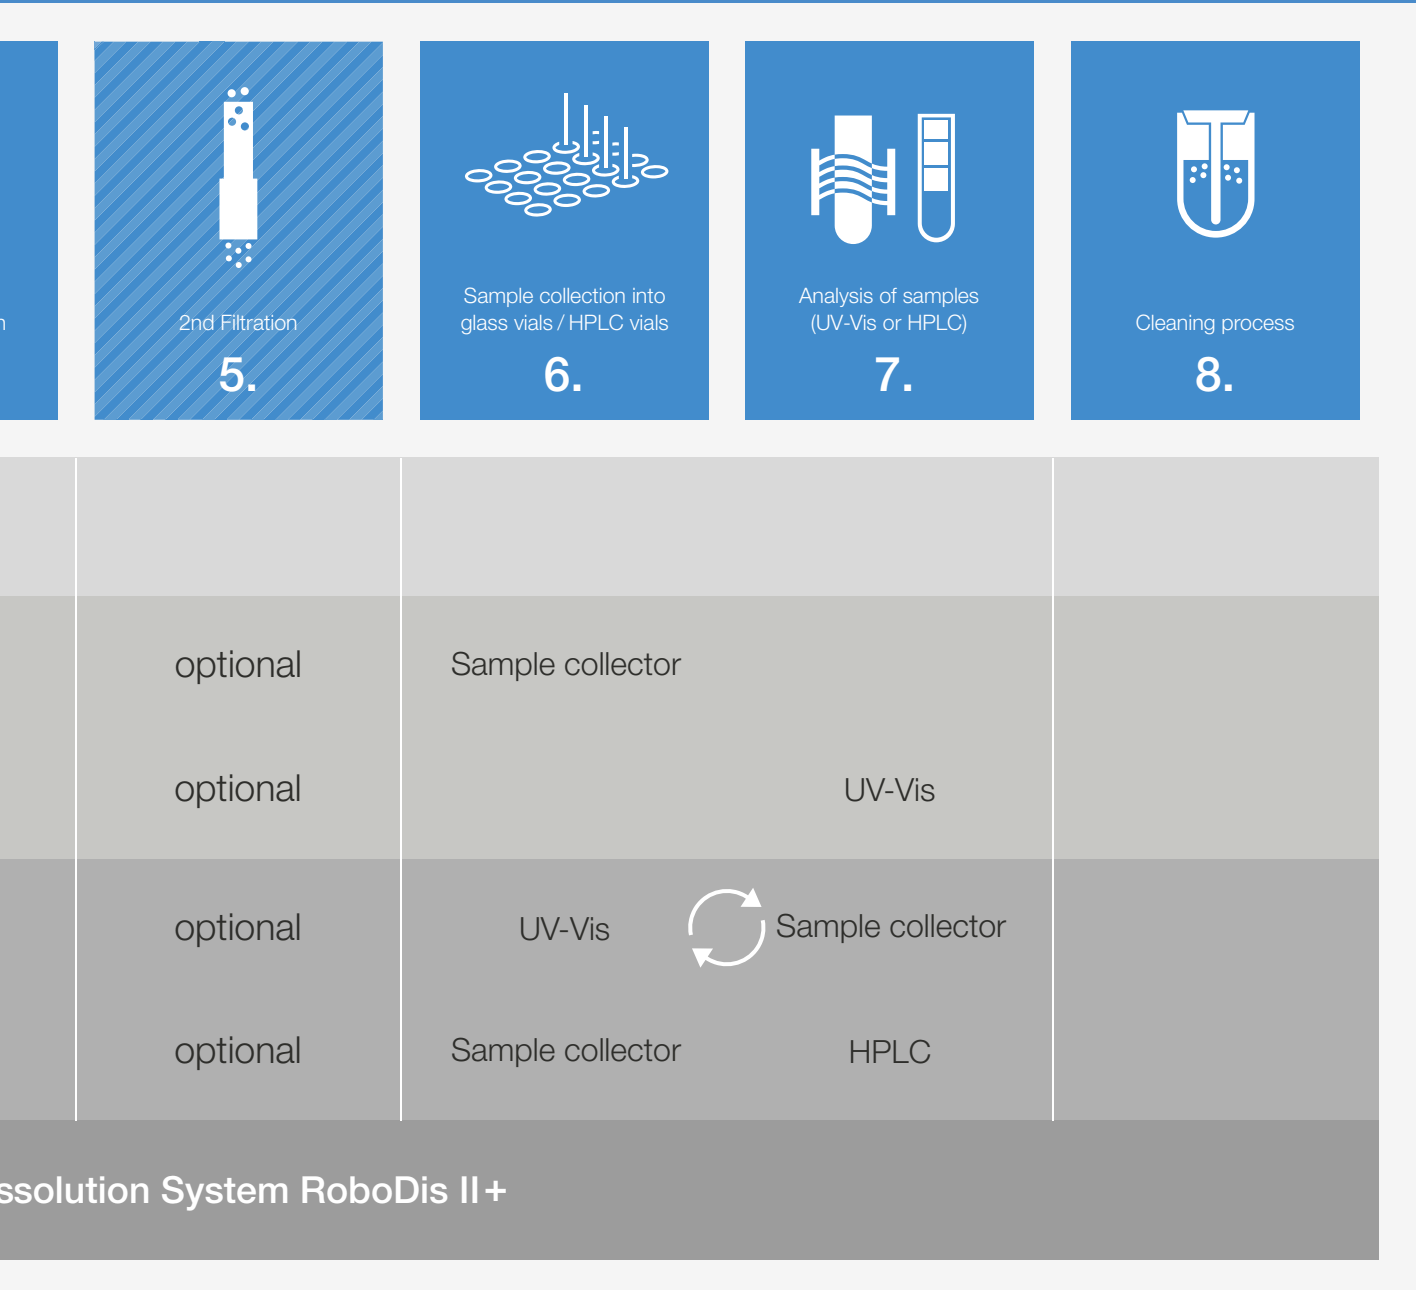 2nd Filtration
5.
Sample collection into
glass vials / HPLC vials
6.
Analysis of samples
(UV-Vis or HPLC)
7.
Cleaning process
8.
optional
Sample collector
optional
UV-Vis
optional
UV-Vis
Sample collector
optional
Sample collector
HPLC
ssolution System RoboDis II+